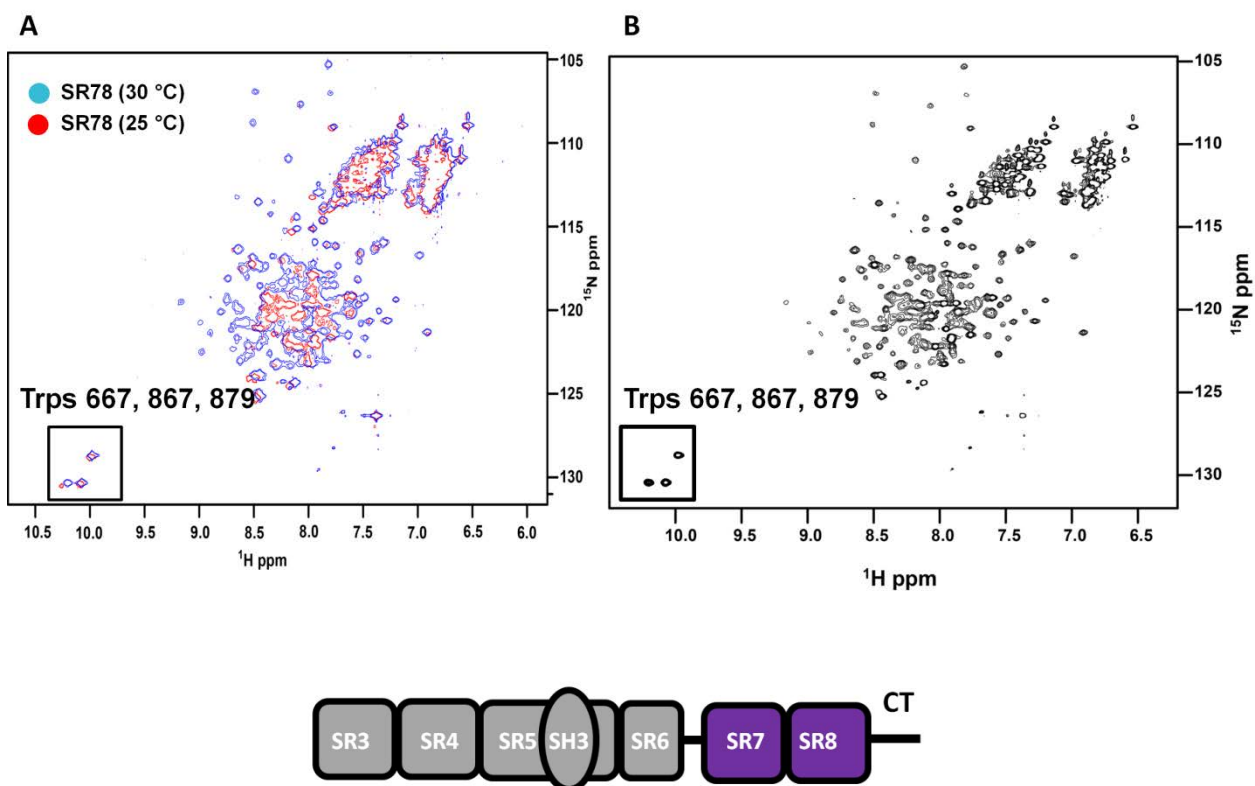 A
SR78 (30 °C)
SR78 (25 °C)
Trps 667, 867, 879
105
110
115
120
125
130
15N ppm
10.5 10.0 9.5 9.0 8.5 8.0 7.5 7.0 6.5 6.0
1H ppm
B
Trps 667, 867, 879
105
110
115
120
125
130
15N ppm
10.0 9.5 9.0 8.5 8.0 7.5 7.0 6.5
1H ppm
SR3 SR4 SR5 SH3 SR6 SR7 SR8 CT